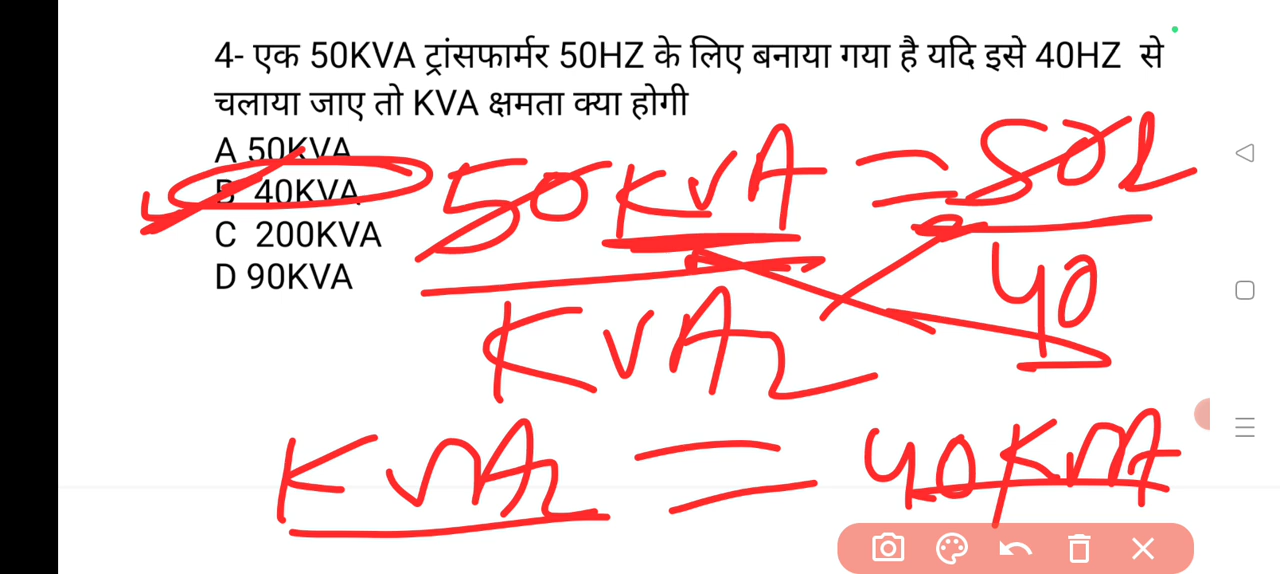 4- एक 50KVA ट्रांसफार्मर 50HZ के लिए बनाया गया है यदि इसे 40HZ से
चलाया जाए तो KVA क्षमता क्या होगी
A 50KVA
B 40KVA
C 200KVA
D 90KVA
50KVA = 50
KVA2 40
KVA2 = 40KVA